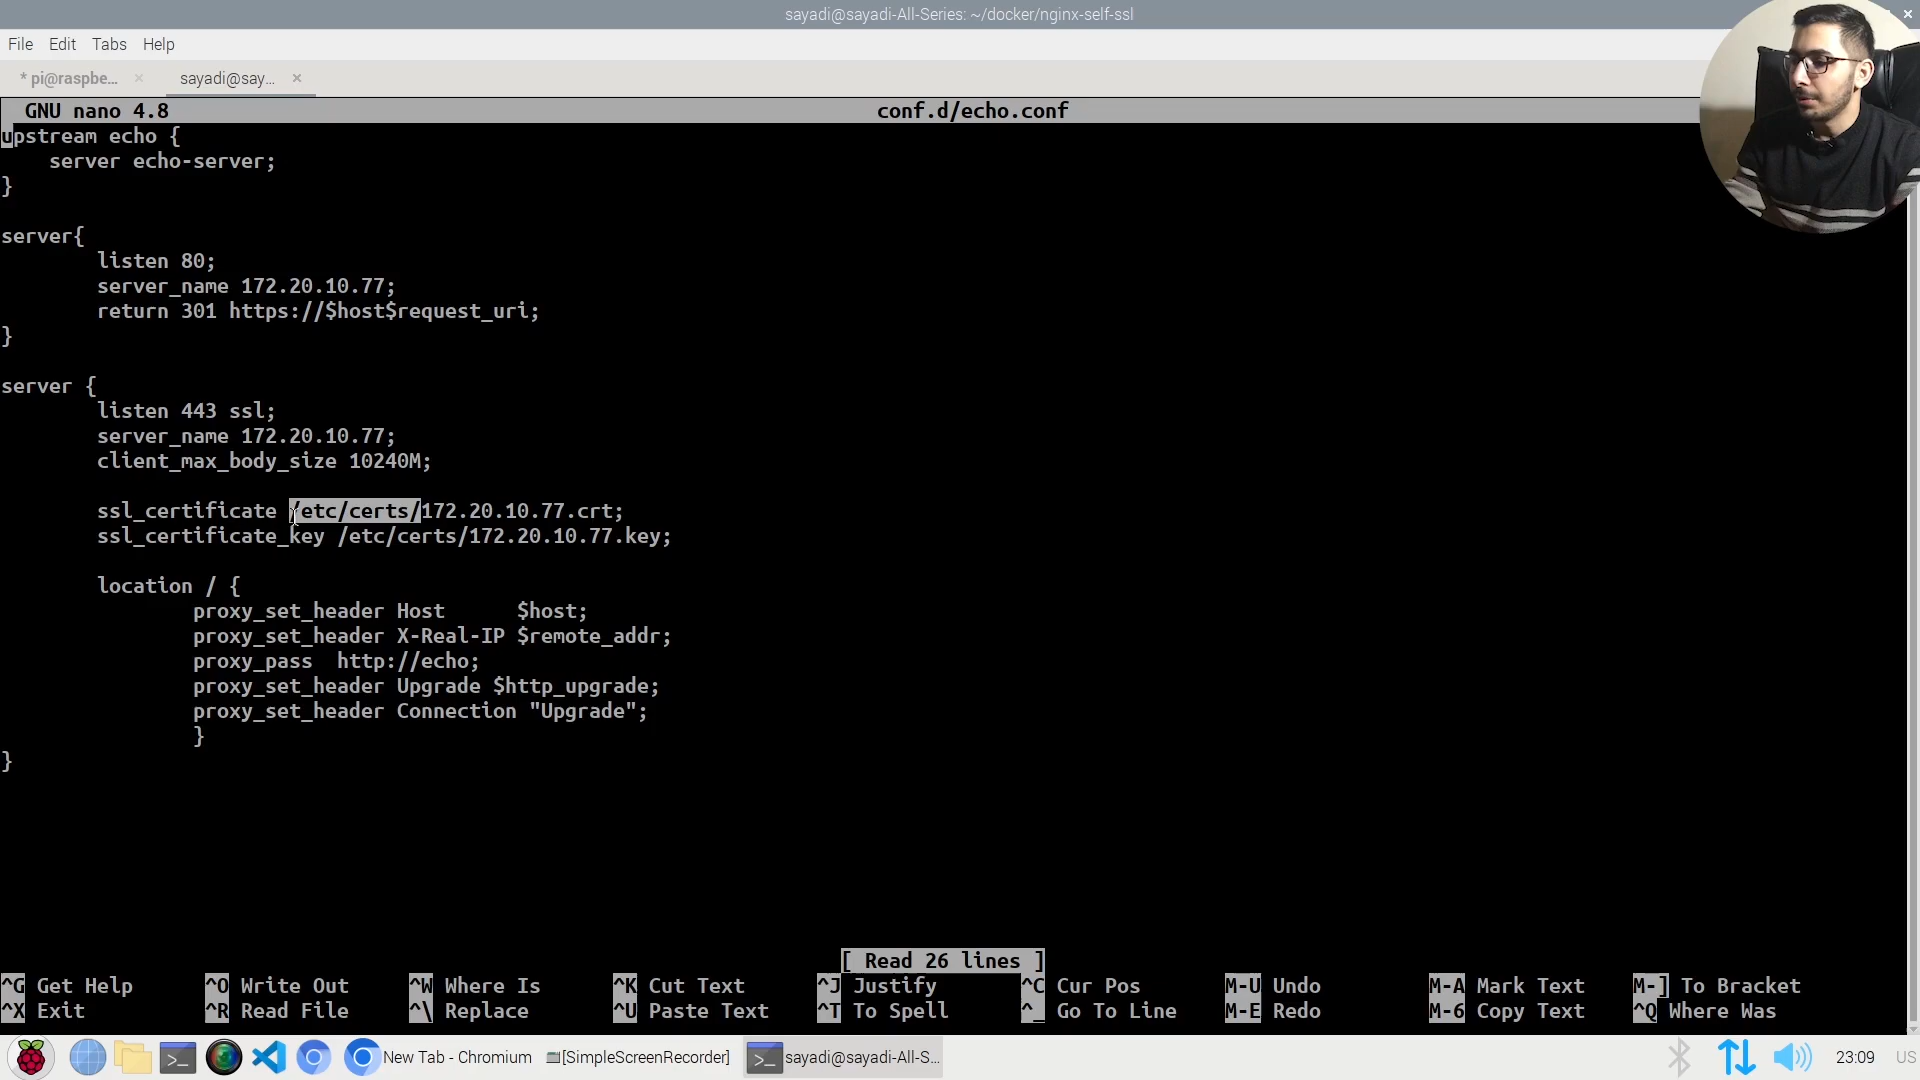 sayadi@sayadi-All-Series: ~/docker/nginx-self-ssl
File Edit Tabs Help
* pi@raspbe... × sayadi@say... ×
GNU nano 4.8 conf.d/echo.conf
upstream echo {
    server echo-server;
}
server{
        listen 80;
        server_name 172.20.10.77;
        return 301 https://$host$request_uri;
}
server {
        listen 443 ssl;
        server_name 172.20.10.77;
        client_max_body_size 10240M;
        ssl_certificate /etc/certs/172.20.10.77.crt;
        ssl_certificate_key /etc/certs/172.20.10.77.key;
        location / {
                proxy_set_header Host      $host;
                proxy_set_header X-Real-IP $remote_addr;
                proxy_pass  http://echo;
                proxy_set_header Upgrade $http_upgrade;
                proxy_set_header Connection "Upgrade";
                }
}
[ Read 26 lines ]
^G Get Help ^O Write Out ^W Where Is ^K Cut Text ^J Justify ^C Cur Pos M-U Undo M-A Mark Text M-] To Bracket
^X Exit ^R Read File ^\ Replace ^U Paste Text ^T To Spell ^_ Go To Line M-E Redo M-6 Copy Text ^Q Where Was
New Tab - Chromium [SimpleScreenRecorder] sayadi@sayadi-All-S... 23:09 US